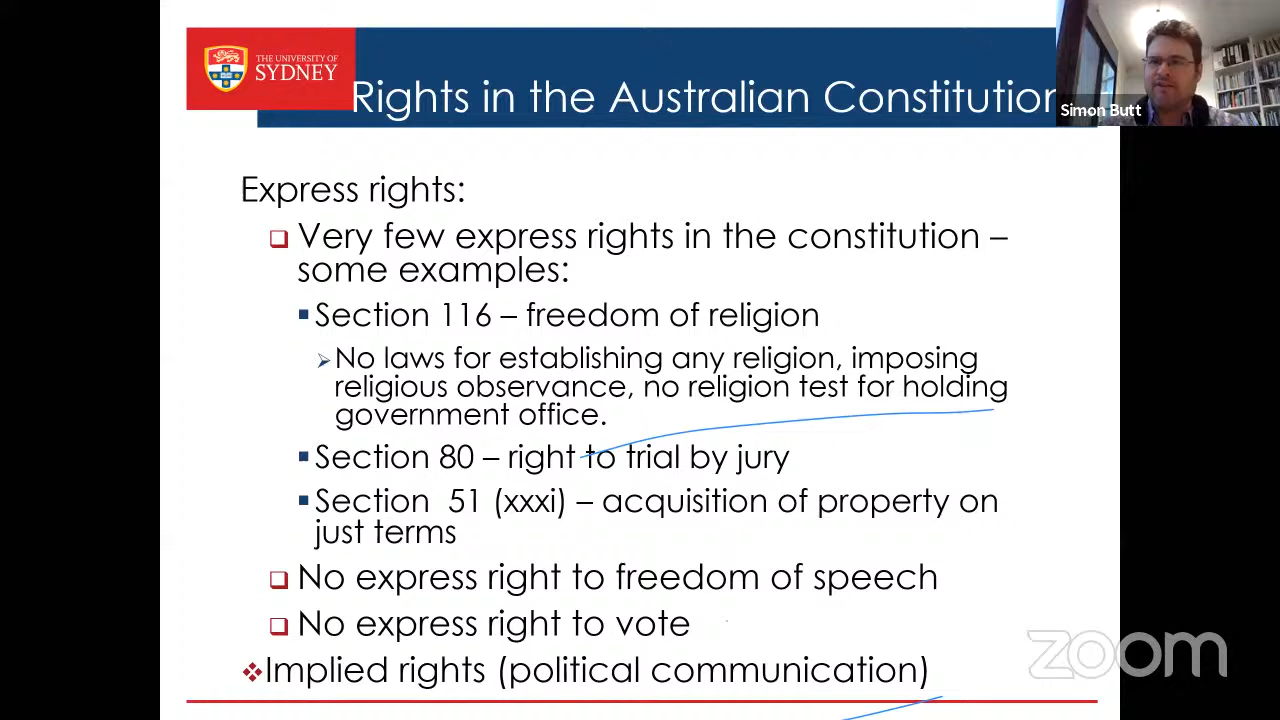 THE UNIVERSITY OF
SYDNEY
Rights in the Australian Constitution
Simon Butt
Express rights:
Very few express rights in the constitution –
some examples:
Section 116 – freedom of religion
No laws for establishing any religion, imposing
religious observance, no religion test for holding
government office.
Section 80 – right to trial by jury
Section 51 (xxxi) – acquisition of property on
just terms
No express right to freedom of speech
No express right to vote
Implied rights (political communication)
zoom